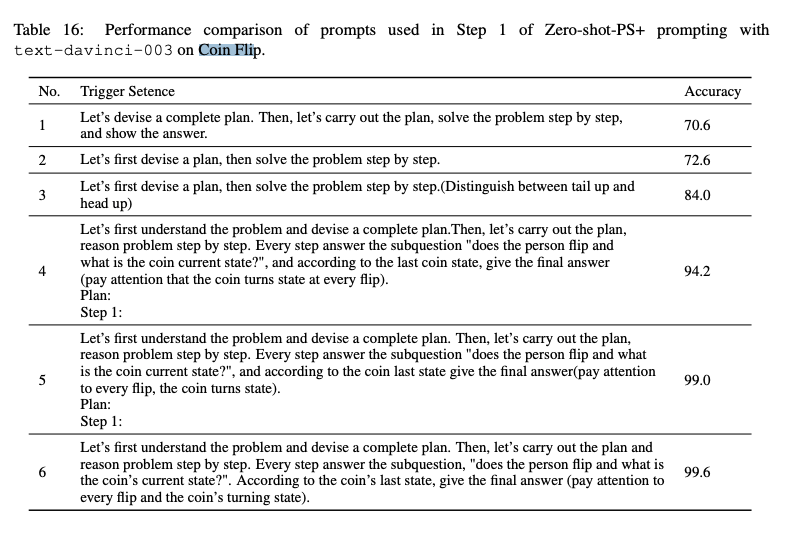 Table 16: Performance comparison of prompts used in Step 1 of Zero-shot-PS+ prompting with
text-davinci-003 on Coin Flip.
No. Trigger Setence Accuracy
1 Let's devise a complete plan. Then, let's carry out the plan, solve the problem step by step,
and show the answer. 70.6
2 Let's first devise a plan, then solve the problem step by step. 72.6
3 Let's first devise a plan, then solve the problem step by step.(Distinguish between tail up and
head up) 84.0
Let's first understand the problem and devise a complete plan.Then, let's carry out the plan,
reason problem step by step. Every step answer the subquestion "does the person flip and
what is the coin current state?", and according to the last coin state, give the final answer
4 (pay attention that the coin turns state at every flip). 94.2
Plan:
Step 1:
Let's first understand the problem and devise a complete plan. Then, let's carry out the plan,
reason problem step by step. Every step answer the subquestion "does the person flip and what
is the coin current state?", and according to the coin last state give the final answer(pay attention
5 to every flip, the coin turns state). 99.0
Plan:
Step 1:
Let's first understand the problem and devise a complete plan. Then, let's carry out the plan and
reason problem step by step. Every step answer the subquestion, "does the person flip and what is
6 the coin's current state?". According to the coin's last state, give the final answer (pay attention to 99.6
every flip and the coin's turning state).